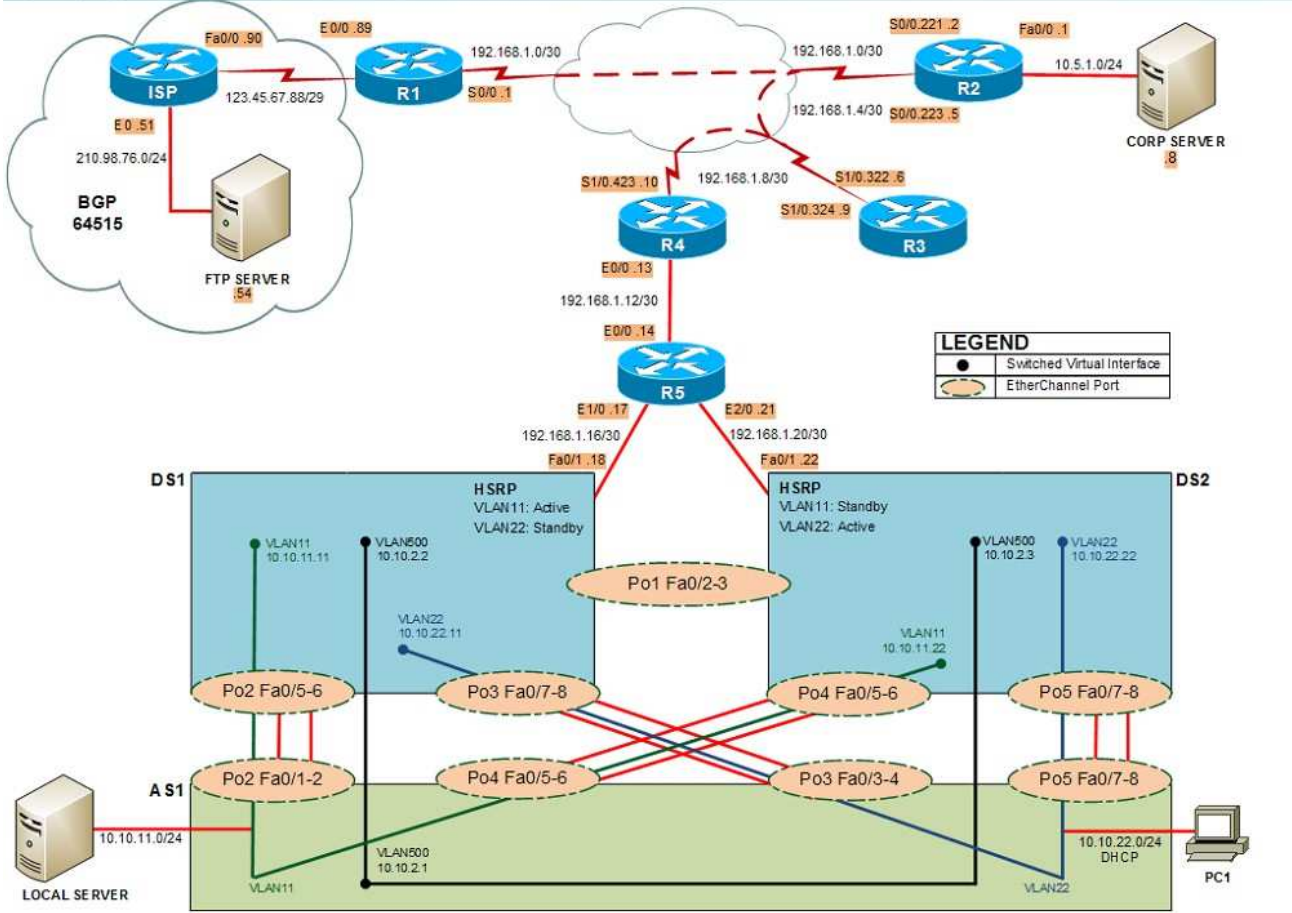 Fa0/0 .90
E0/0 .89
ISP
123.45.67.88/29
R1
192.168.1.0/30
S0/0 .1
E0 .51
210.98.76.0/24
BGP
64515
FTP SERVER
.54
192.168.1.0/30
S0/0.221 .2
Fa0/0 .1
R2
10.5.1.0/24
192.168.1.4/30
S0/0.223 .5
CORP SERVER
.8
S1/0.423 .10
192.168.1.8/30
S1/0.322 .6
S1/0.324 .9
R4
R3
E0/0 .13
192.168.1.12/30
E0/0 .14
R5
LEGEND
Switched Virtual Interface
EtherChannel Port
E1/0 .17
E2/0 .21
192.168.1.16/30
192.168.1.20/30
Fa0/1 .18
Fa0/1 .22
DS1
HSRP
VLAN11: Active
VLAN22: Standby
HSRP
VLAN11: Standby
VLAN22: Active
DS2
VLAN11
10.10.11.11
VLAN500
10.10.2.2
VLAN500
10.10.2.3
VLAN22
10.10.22.22
Po1 Fa0/2-3
VLAN22
10.10.22.11
VLAN11
10.10.11.22
Po2 Fa0/5-6
Po3 Fa0/7-8
Po4 Fa0/5-6
Po5 Fa0/7-8
AS1
Po2 Fa0/1-2
Po4 Fa0/5-6
Po3 Fa0/3-4
Po5 Fa0/7-8
10.10.11.0/24
LOCAL SERVER
VLAN11
VLAN500
10.10.2.1
VLAN22
10.10.22.0/24
DHCP
PC1